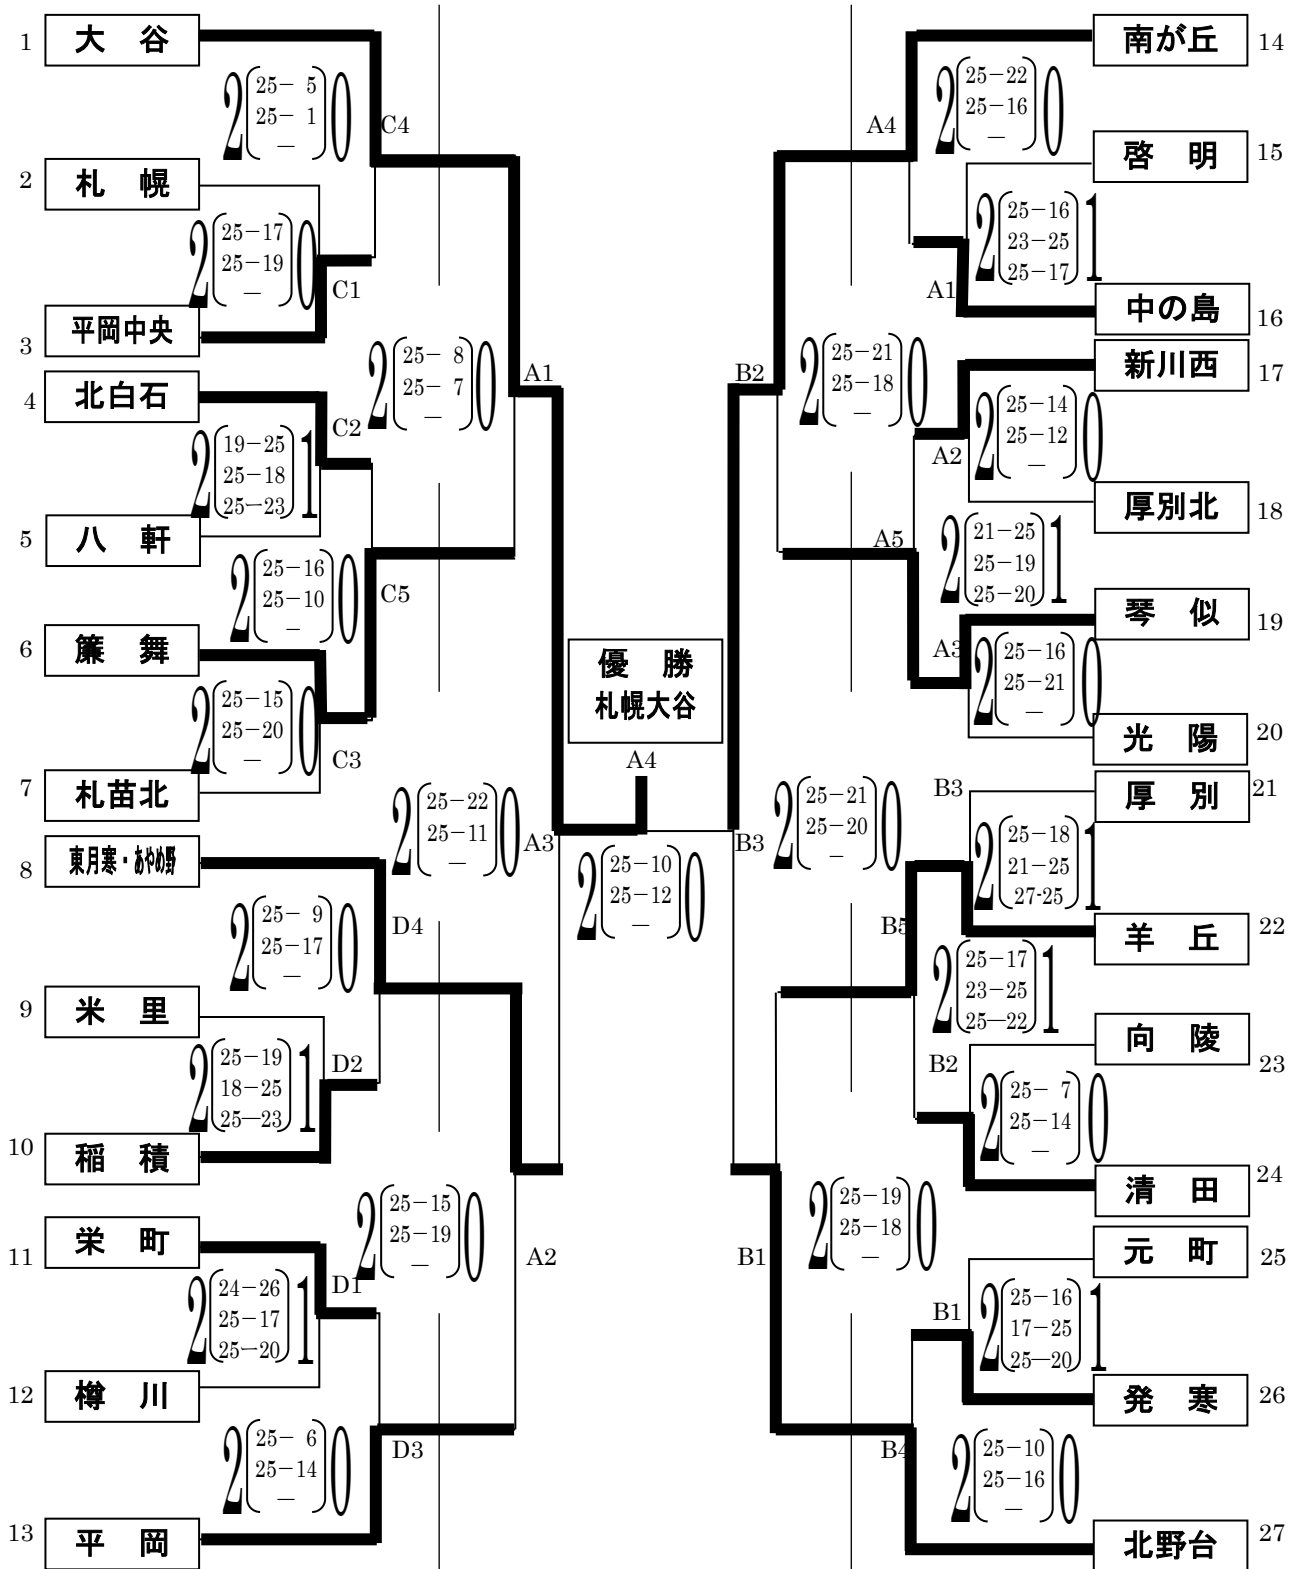 1 大 谷
2 (25- 5 25- 1 -) 0
C4
2 札 幌
2 (25-17 25-19 -) 0
C1
3 平岡中央
2 (25- 8 25- 7 -) 0
A1
4 北白石
C2
2 (19-25 25-18 25-23) 1
5 八 軒
2 (25-16 25-10 -) 0
C5
6 簾 舞
2 (25-15 25-20 -) 0
C3
7 札苗北
2 (25-22 25-11 -) 0
A3
8 東月寒・あやめ野
2 (25- 9 25-17 -) 0
D4
9 米 里
2 (25-19 18-25 25-23) 1
D2
10 稲 積
2 (25-15 25-19 -) 0
A2
11 栄 町
D1
2 (24-26 25-17 25-20) 1
12 樽 川
2 (25- 6 25-14 -) 0
D3
13 平 岡
優 勝
札幌大谷
A4
2 (25-10 25-12 -) 0
南が丘 14
A4
2 (25-22 25-16 -) 0
啓 明 15
2 (25-16 23-25 25-17) 1
A1
中の島 16
B2
2 (25-21 25-18 -) 0
新川西 17
A2
2 (25-14 25-12 -) 0
厚別北 18
A5
2 (21-25 25-19 25-20) 1
琴 似 19
A3
2 (25-16 25-21 -) 0
光 陽 20
B3
2 (25-21 25-20 -) 0
B3
厚 別 21
2 (25-18 21-25 27-25) 1
羊 丘 22
B5
2 (25-17 23-25 25-22) 1
向 陵 23
B2
2 (25- 7 25-14 -) 0
清 田 24
B1
2 (25-19 25-18 -) 0
元 町 25
B1
2 (25-16 17-25 25-20) 1
発 寒 26
B4
2 (25-10 25-16 -) 0
北野台 27